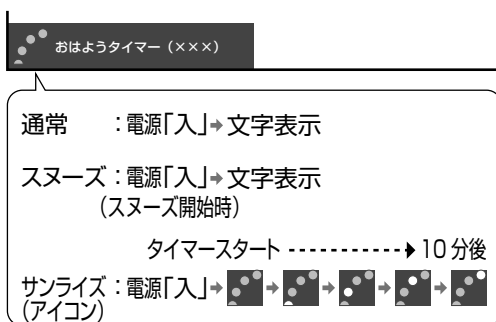 おはようタイマー（×××）
通常　：電源「入」➡文字表示
スヌーズ：電源「入」➡文字表示
（スヌーズ開始時）
タイマースタート ------------➧10分後
サンライズ：電源「入」➡ ➡ ➡ ➡ ➡
（アイコン）